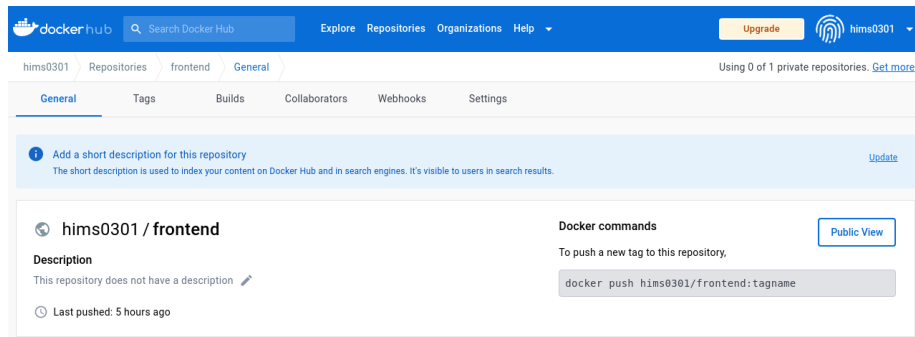 dockerhub Search Docker Hub Explore Repositories Organizations Help Upgrade hims0301
hims0301 Repositories frontend General Using 0 of 1 private repositories. Get more
General Tags Builds Collaborators Webhooks Settings
Add a short description for this repository
The short description is used to index your content on Docker Hub and in search engines. It's visible to users in search results.
Update
hims0301 / frontend
Description
This repository does not have a description
Last pushed: 5 hours ago
Docker commands
Public View
To push a new tag to this repository,
docker push hims0301/frontend:tagname